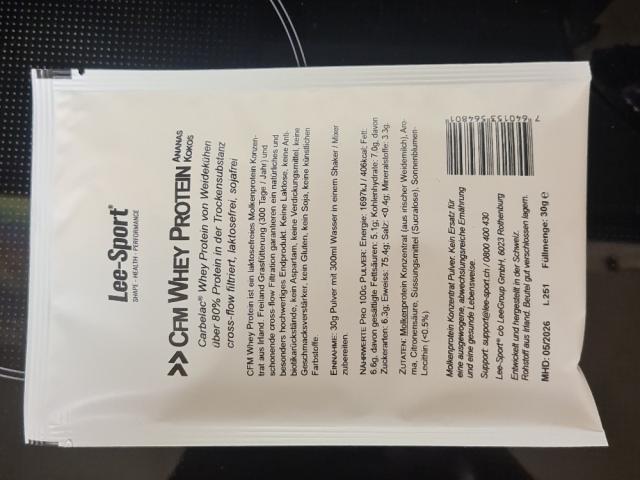 Lee-Sport®
SHAPE - HEALTH - PERFORMANCE
>> CFM WHEY PROTEIN ANANAS KOKOS
Carbelac® Whey Protein von Weidekühen
über 80% Protein in der Trockensubstanz
cross-flow filtriert, laktosefrei, sojafrei
CFM Whey Protein ist ein laktosefreies Molkenprotein Konzen-
trat aus Irland. Freiland Grasfütterung (300 Tage / Jahr) und
schonende cross-flow Filtration garantieren ein natürliches und
besonders hochwertiges Endprodukt. Keine Laktose, keine Anti-
biotikarückstände, kein Aspartam, keine Verdickungsmittel, keine
Geschmacksverstärker, kein Gluten, kein Soja, keine künstlichen
Farbstoffe.
EINNAHME: 30g Pulver mit 300ml Wasser in einem Shaker / Mixer
zubereiten.
NÄHRWERTE PRO 100G PULVER: Energie: 1697kJ / 406kcal; Fett:
6.6g, davon gesättigte Fettsäuren: 5.1g; Kohlenhydrate: 7.0g, davon
Zuckerarten: 6.3g; Eiweiss: 75.4g; Salz: <0.4g; Mineralstoffe: 3.3g.
ZUTATEN: Molkenprotein Konzentrat (aus irischer Weidemilch), Aro-
ma, Citronensäure, Süssungsmittel (Sucralose), Sonnenblumen-
Lecithin (<0.5%)
Molkenprotein Konzentrat Pulver. Kein Ersatz für
eine ausgewogene, abwechslungsreiche Ernährung
und eine gesunde Lebensweise.
Support: support@lee-sport.ch / 0800 400 430
Lee-Sport® c/o LeeGroup GmbH, 6023 Rothenburg
Entwickelt und hergestellt in der Schweiz.
Rohstoff aus Irland. Beutel gut verschlossen lagern.
MHD: 05/2026 L.251 Füllmenge: 30g e
7 640153 564801